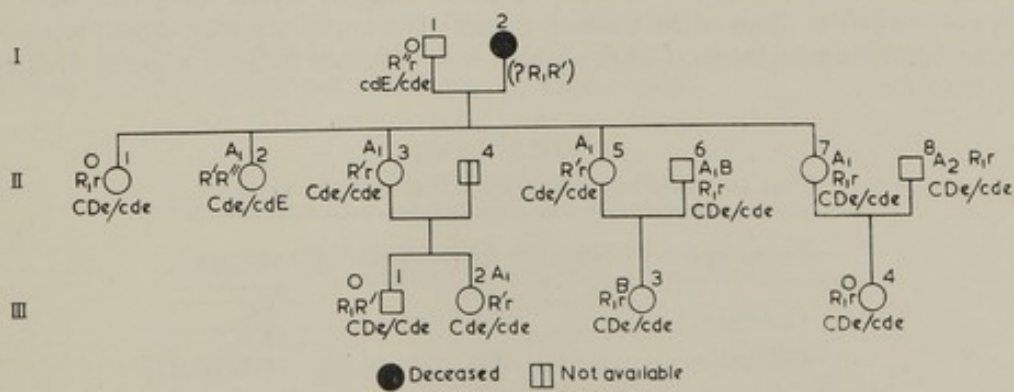 I
1
2
O
R"r
cdE/cde
(?R₁R')
II
O
1
R₁r
CDe/cde
A₁
2
R'R"
Cde/cdE
A₁
3
R'r
Cde/cde
4
A₁
5
R'r
Cde/cde
6
A₁B
R₁r
CDe/cde
7
A₁
R₁r
CDe/cde
8
A₂ R₁r
CDe/cde
III
O
1
R₁R'
CDe/Cde
2 A₁
R'r
Cde/cde
B
3
R₁r
CDe/cde
O
4
R₁r
CDe/cde
Deceased
Not available